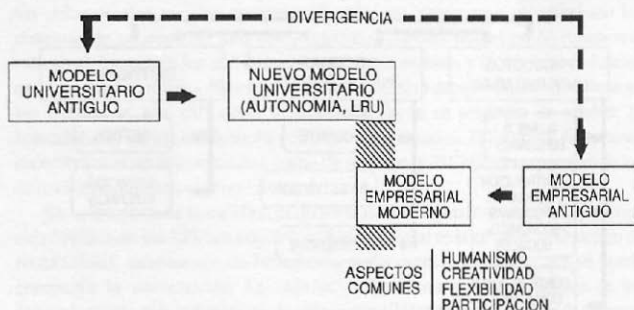 DIVERGENCIA
MODELO
UNIVERSITARIO
ANTIGUO
NUEVO MODELO
UNIVERSITARIO
(AUTONOMIA, LRU)
MODELO
EMPRESARIAL
MODERNO
MODELO
EMPRESARIAL
ANTIGUO
ASPECTOS
COMUNES
HUMANISMO
CREATIVIDAD
FLEXIBILIDAD
PARTICIPACION